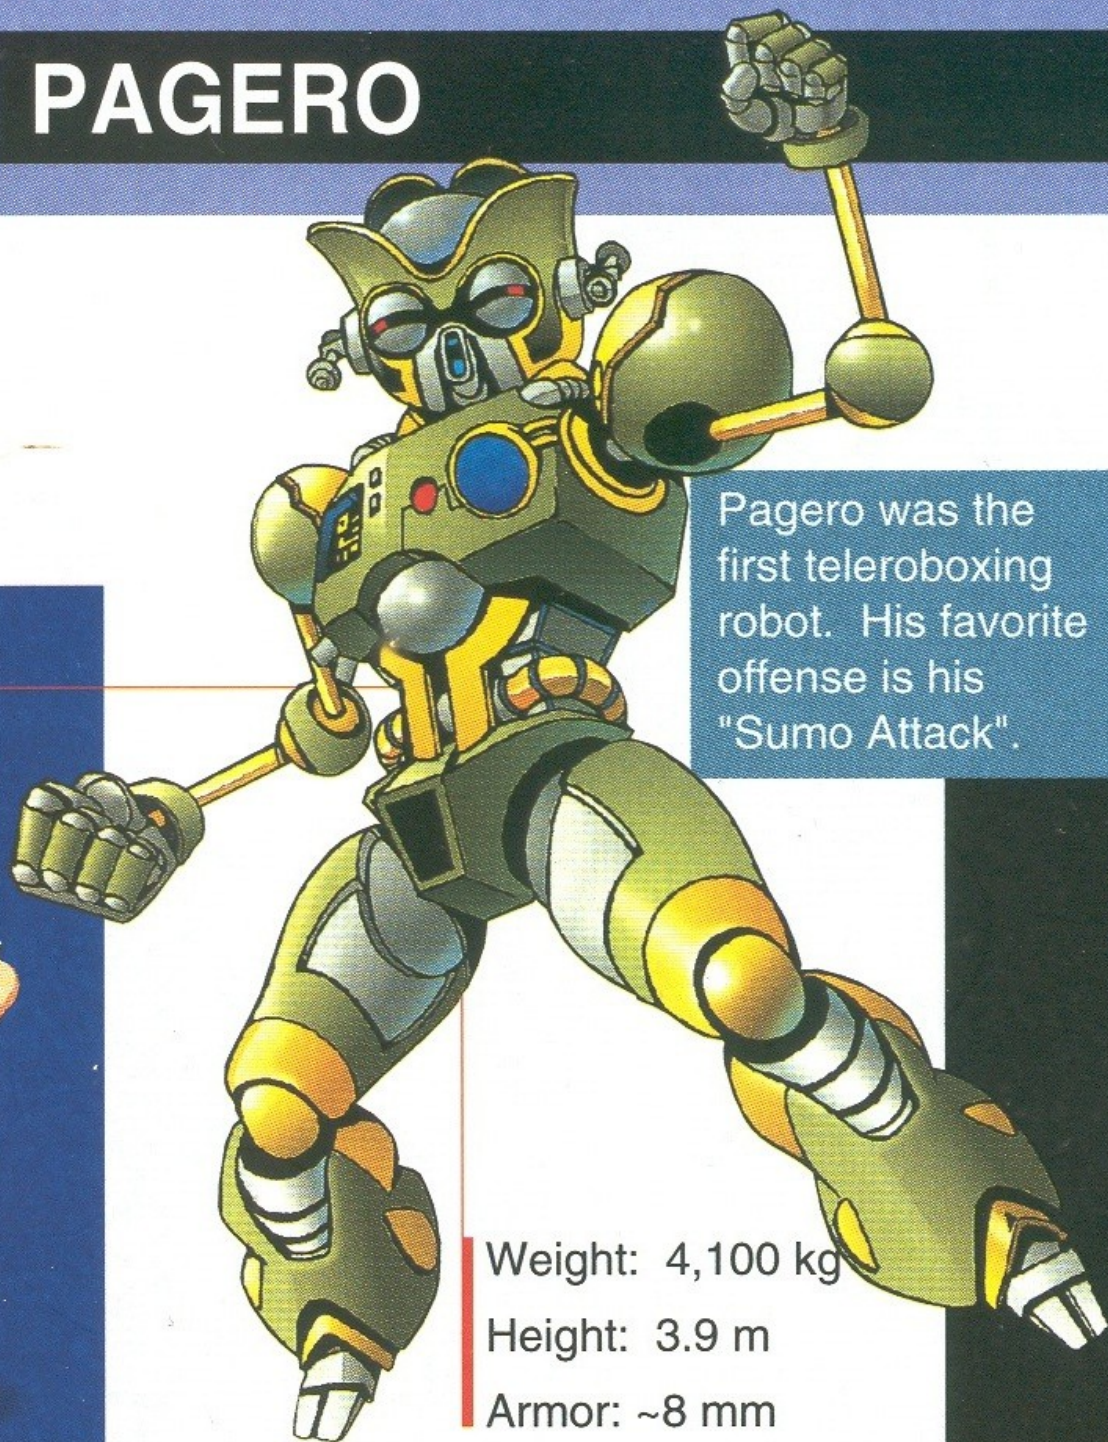 PAGERO
Pagero was the
first teleroboxing
robot.  His favorite
offense is his
"Sumo Attack".
Weight:  4,100 kg
Height:  3.9 m
Armor: ~8 mm